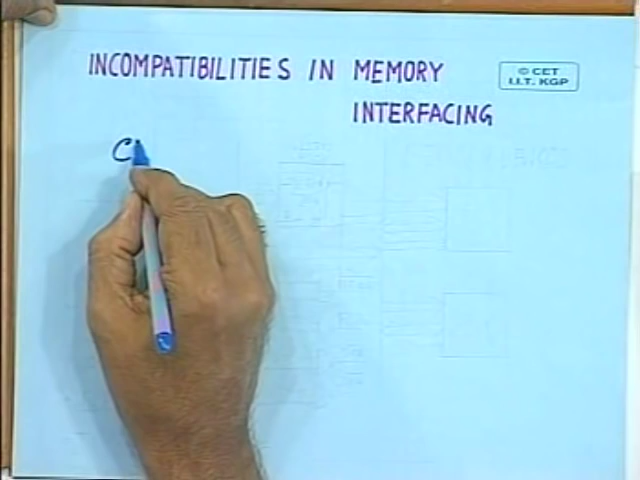 INCOMPATIBILITIES IN MEMORY
INTERFACING
© CET
I.I.T. KGP
C